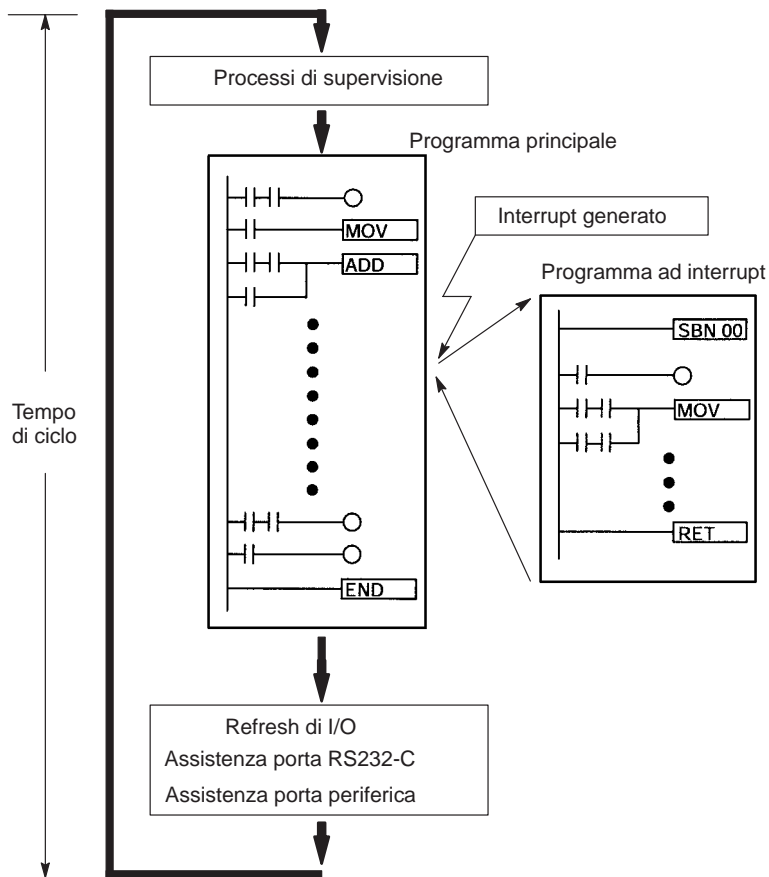 Processi di supervisione
Programma principale
MOV
ADD
Interrupt generato
Programma ad interrupt
SBN 00
MOV
RET
Tempo
di ciclo
END
Refresh di I/O
Assistenza porta RS232-C
Assistenza porta periferica